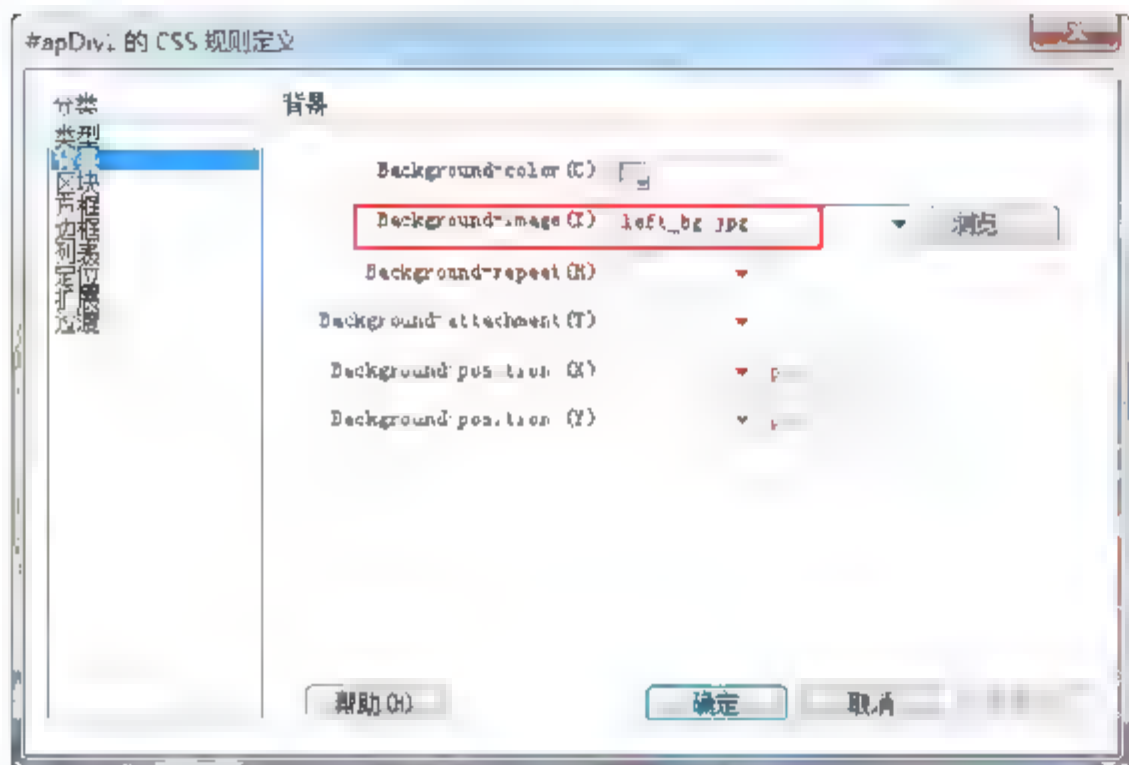 #apDiv1 的 CSS 规则定义
分类
类型
背景
区块
方框
边框
列表
定位
扩展
过渡
背景
Background-color (C)
Background-image (I) left_bg.jpg
浏览
Background-repeat (R)
Background-attachment (T)
Background-position (X)
Background-position (Y)
帮助 (H)
确定
取消